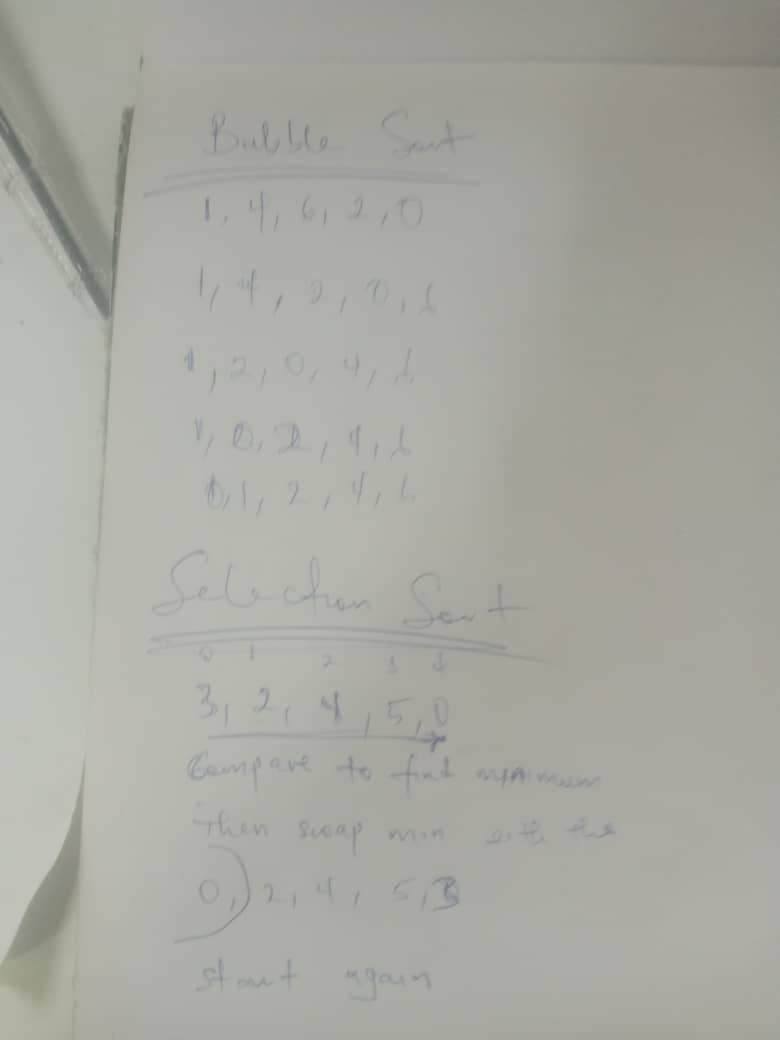 Bubble Sort
1, 4, 6, 2, 0
1, 4, 2, 0, 6
1, 2, 0, 4, 6
1, 0, 2, 4, 6
0, 1, 2, 4, 6
Selection Sort
0 1 2 3 4
3, 2, 4, 5, 0
Compare to find minimum
then swap min with the
0,) 2, 4, 5, 3
start again